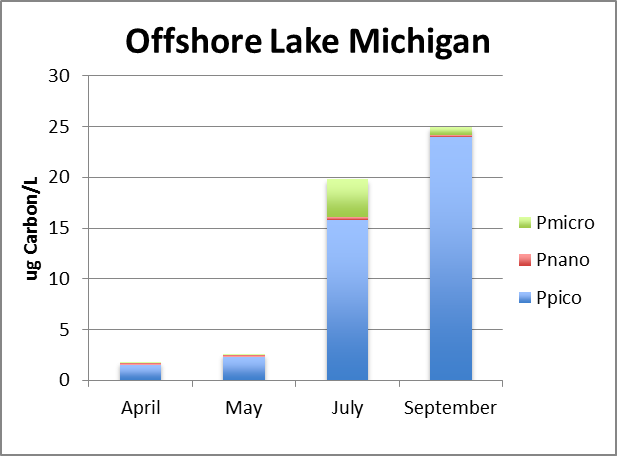 Offshore Lake Michigan
30
25
20
15
10
5
0
ug Carbon/L
April May July September
Pmicro
Pnano
Ppico